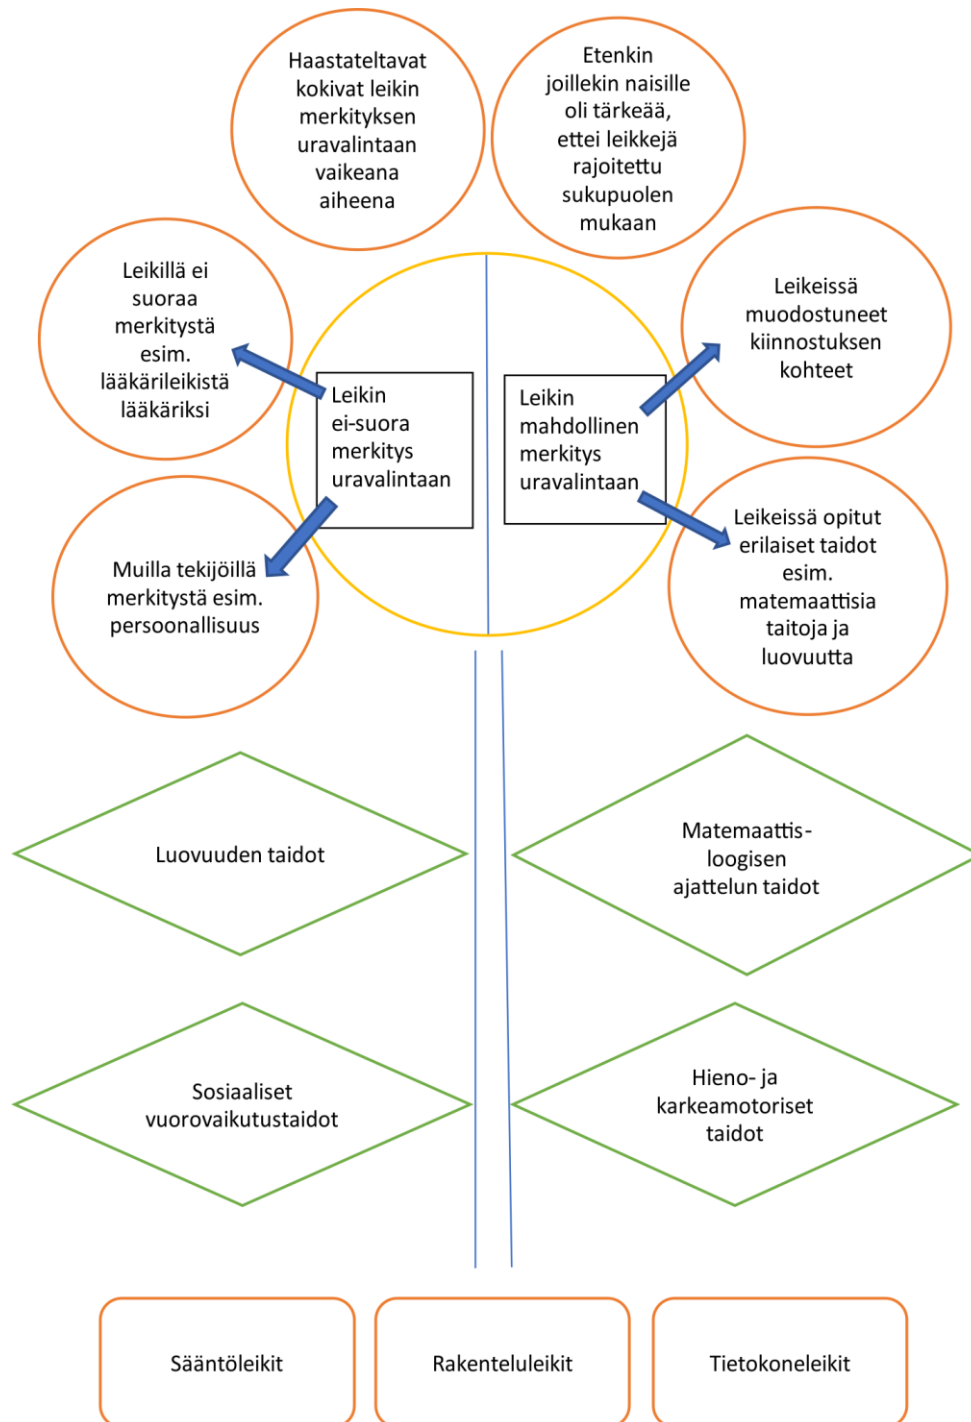 Haastateltavat
kokivat leikin
merkityksen
uravalintaan
vaikeana
aiheena
Etenkin
joillekin naisille
oli tärkeää,
ettei leikkejä
rajoitettu
sukupuolen
mukaan
Leikillä ei
suoraa
merkitystä
esim.
lääkärileikistä
lääkäriksi
Leikeissä
muodostuneet
kiinnostuksen
kohteet
Leikin
ei-suora
merkitys
uravalintaan
Leikin
mahdollinen
merkitys
uravalintaan
Muilla tekijöillä
merkitystä esim.
persoonallisuus
Leikeissä opitut
erilaiset taidot
esim.
matemaattisia
taitoja ja
luovuutta
Luovuuden taidot
Matemaattis-
loogisen
ajattelun taidot
Sosiaaliset
vuorovaikutustaidot
Hieno- ja
karkeamotoriset
taidot
Sääntöleikit
Rakenteluleikit
Tietokoneleikit